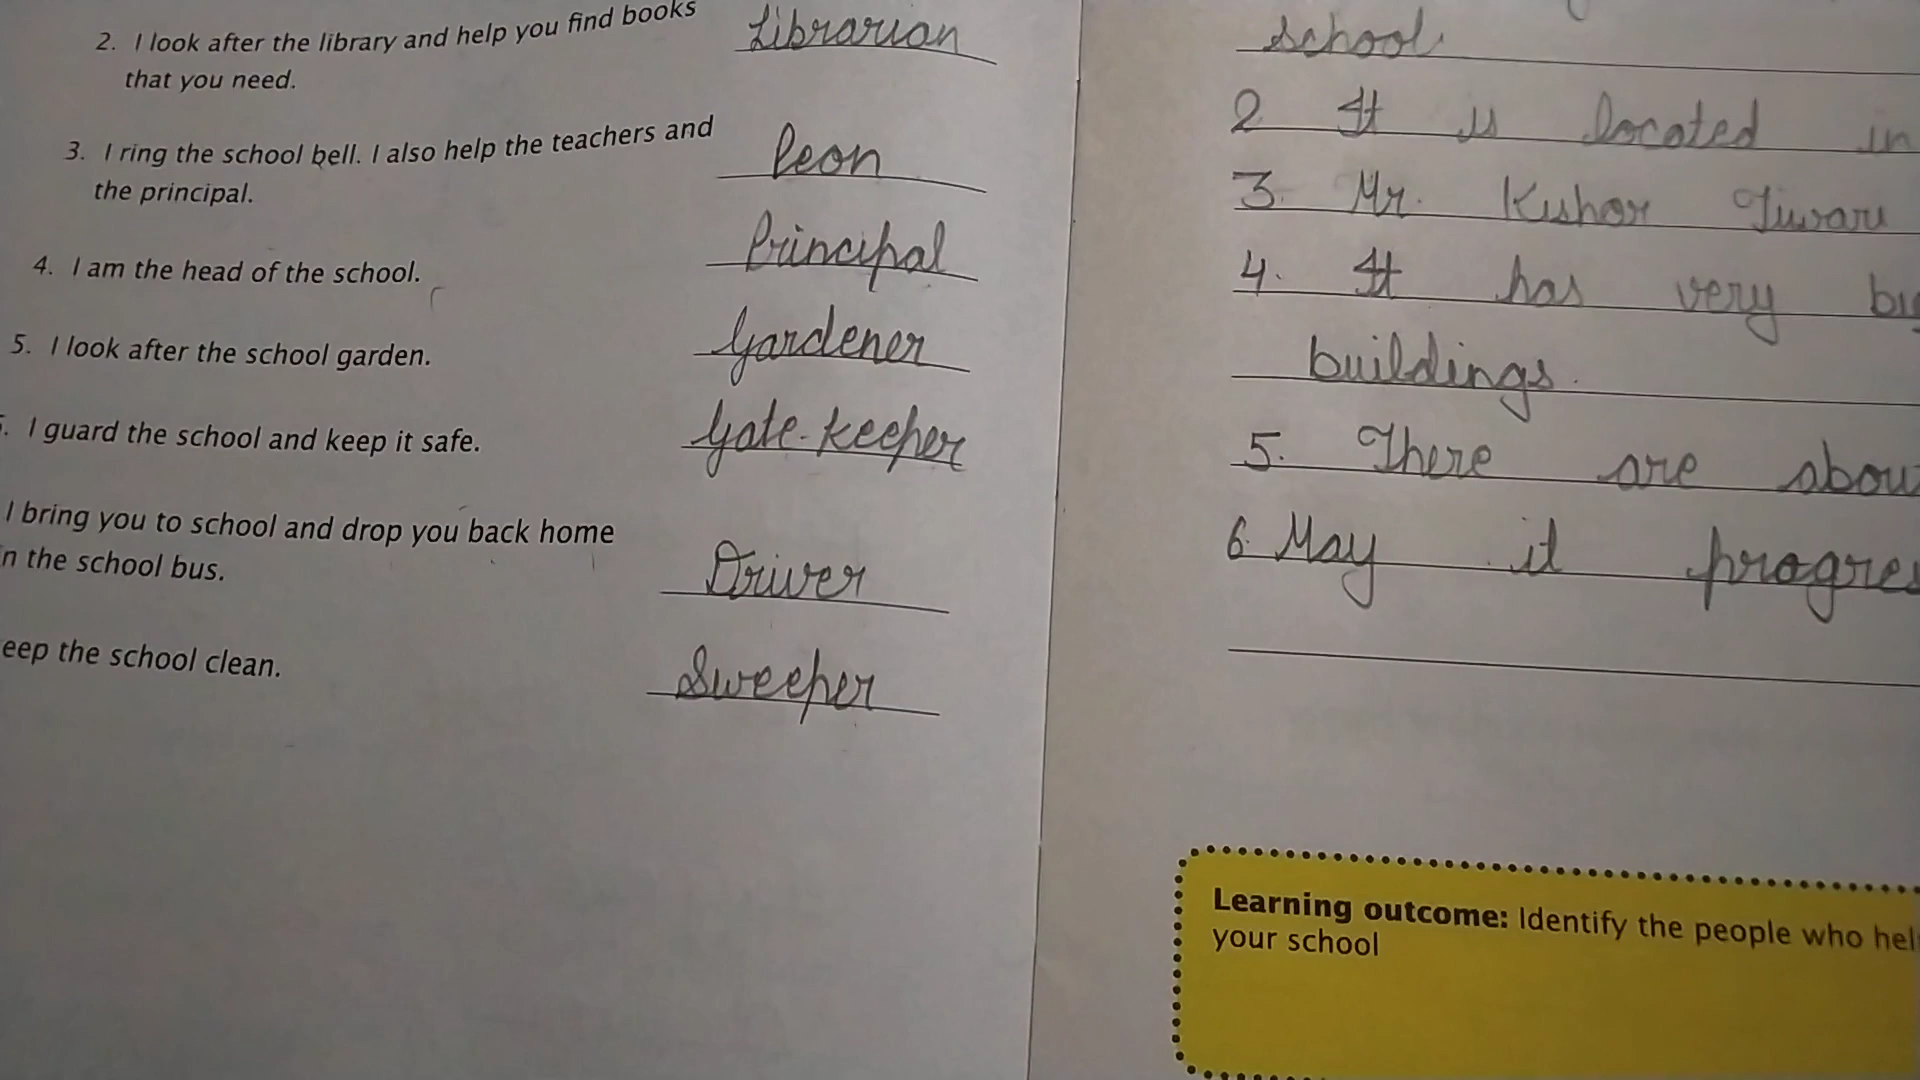 2. I look after the library and help you find books
that you need.
Librarian
3. I ring the school bell. I also help the teachers and
the principal.
Peon
4. I am the head of the school.
Principal
5. I look after the school garden.
Gardener
. I guard the school and keep it safe.
Gate-keeper
I bring you to school and drop you back home
n the school bus.
Driver
eep the school clean.
Sweeper
school.
2 It is located in
3. Mr. Kishor Tiwari
4. It has very big
buildings.
5. There are about
6. May it progres
Learning outcome: Identify the people who hel
your school